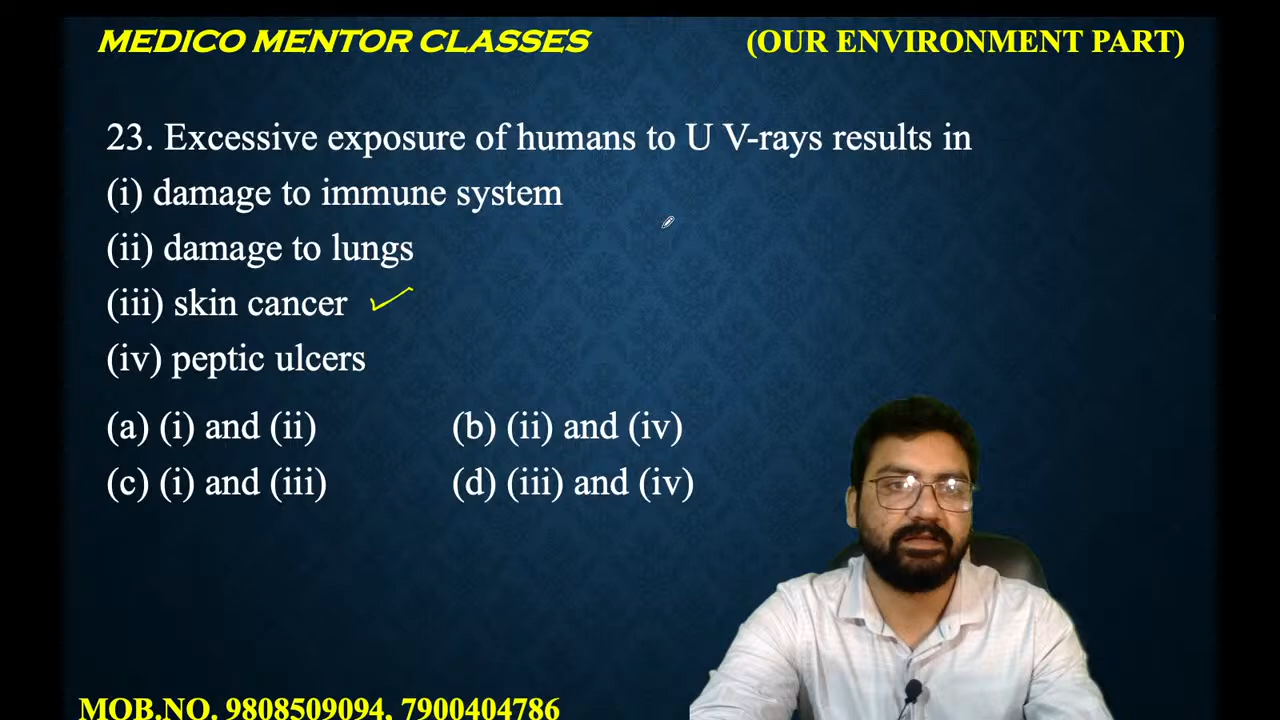 MEDICO MENTOR CLASSES (OUR ENVIRONMENT PART)
23. Excessive exposure of humans to U V-rays results in
(i) damage to immune system
(ii) damage to lungs
(iii) skin cancer
(iv) peptic ulcers
(a) (i) and (ii) (b) (ii) and (iv)
(c) (i) and (iii) (d) (iii) and (iv)
MOB.NO. 9808509094, 7900404786